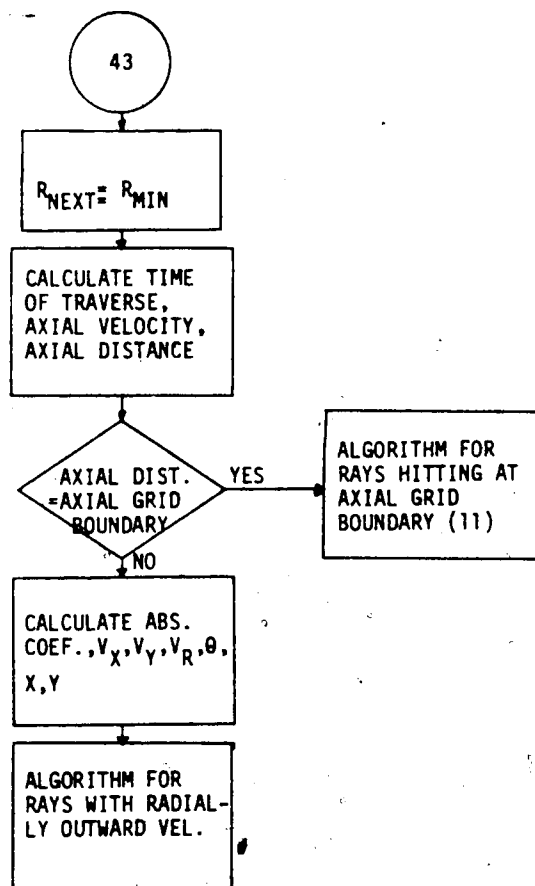 43
R_NEXT = R_MIN
CALCULATE TIME
OF TRAVERSE,
AXIAL VELOCITY,
AXIAL DISTANCE
AXIAL DIST.
=AXIAL GRID
BOUNDARY
YES
ALGORITHM FOR
RAYS HITTING AT
AXIAL GRID
BOUNDARY (11)
NO
CALCULATE ABS.
COEF.,V_X,V_Y,V_R,θ,
X,Y
ALGORITHM FOR
RAYS WITH RADIAL-
LY OUTWARD VEL.